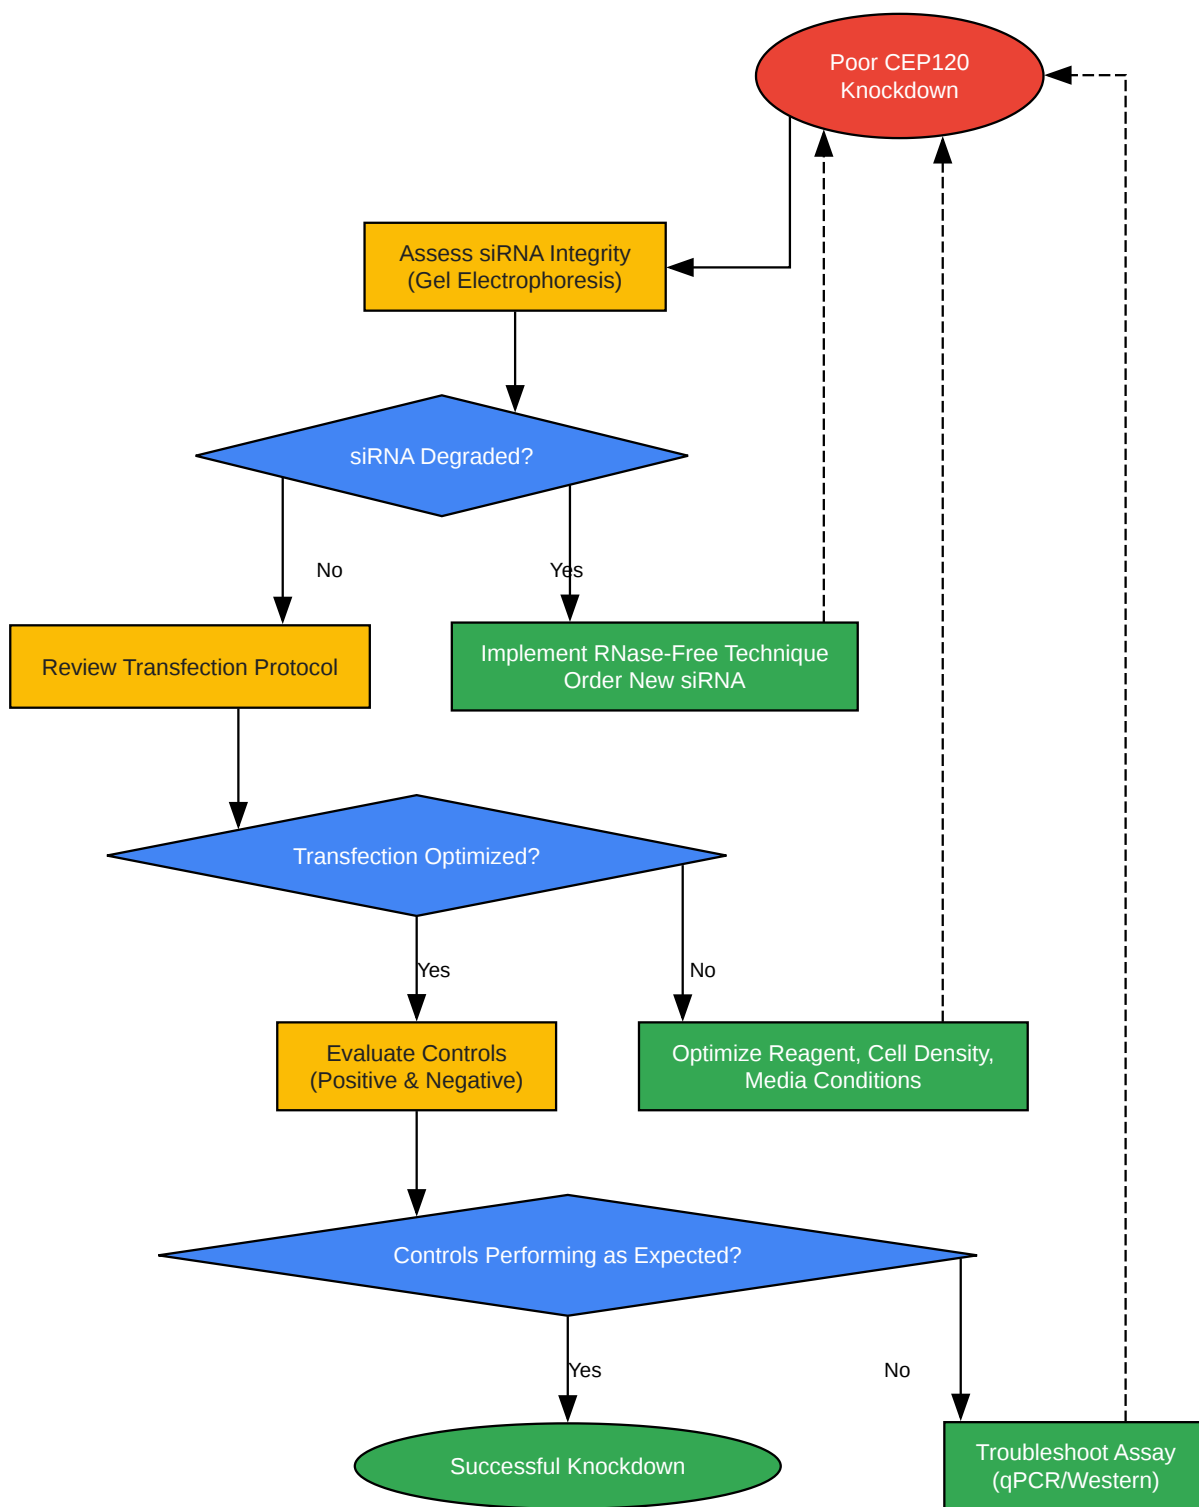 Poor CEP120
Knockdown
Assess siRNA Integrity
(Gel Electrophoresis)
siRNA Degraded?
No
Yes
Review Transfection Protocol
Implement RNase-Free Technique
Order New siRNA
Transfection Optimized?
Yes
No
Evaluate Controls
(Positive & Negative)
Optimize Reagent, Cell Density,
Media Conditions
Controls Performing as Expected?
Yes
No
Successful Knockdown
Troubleshoot Assay
(qPCR/Western)